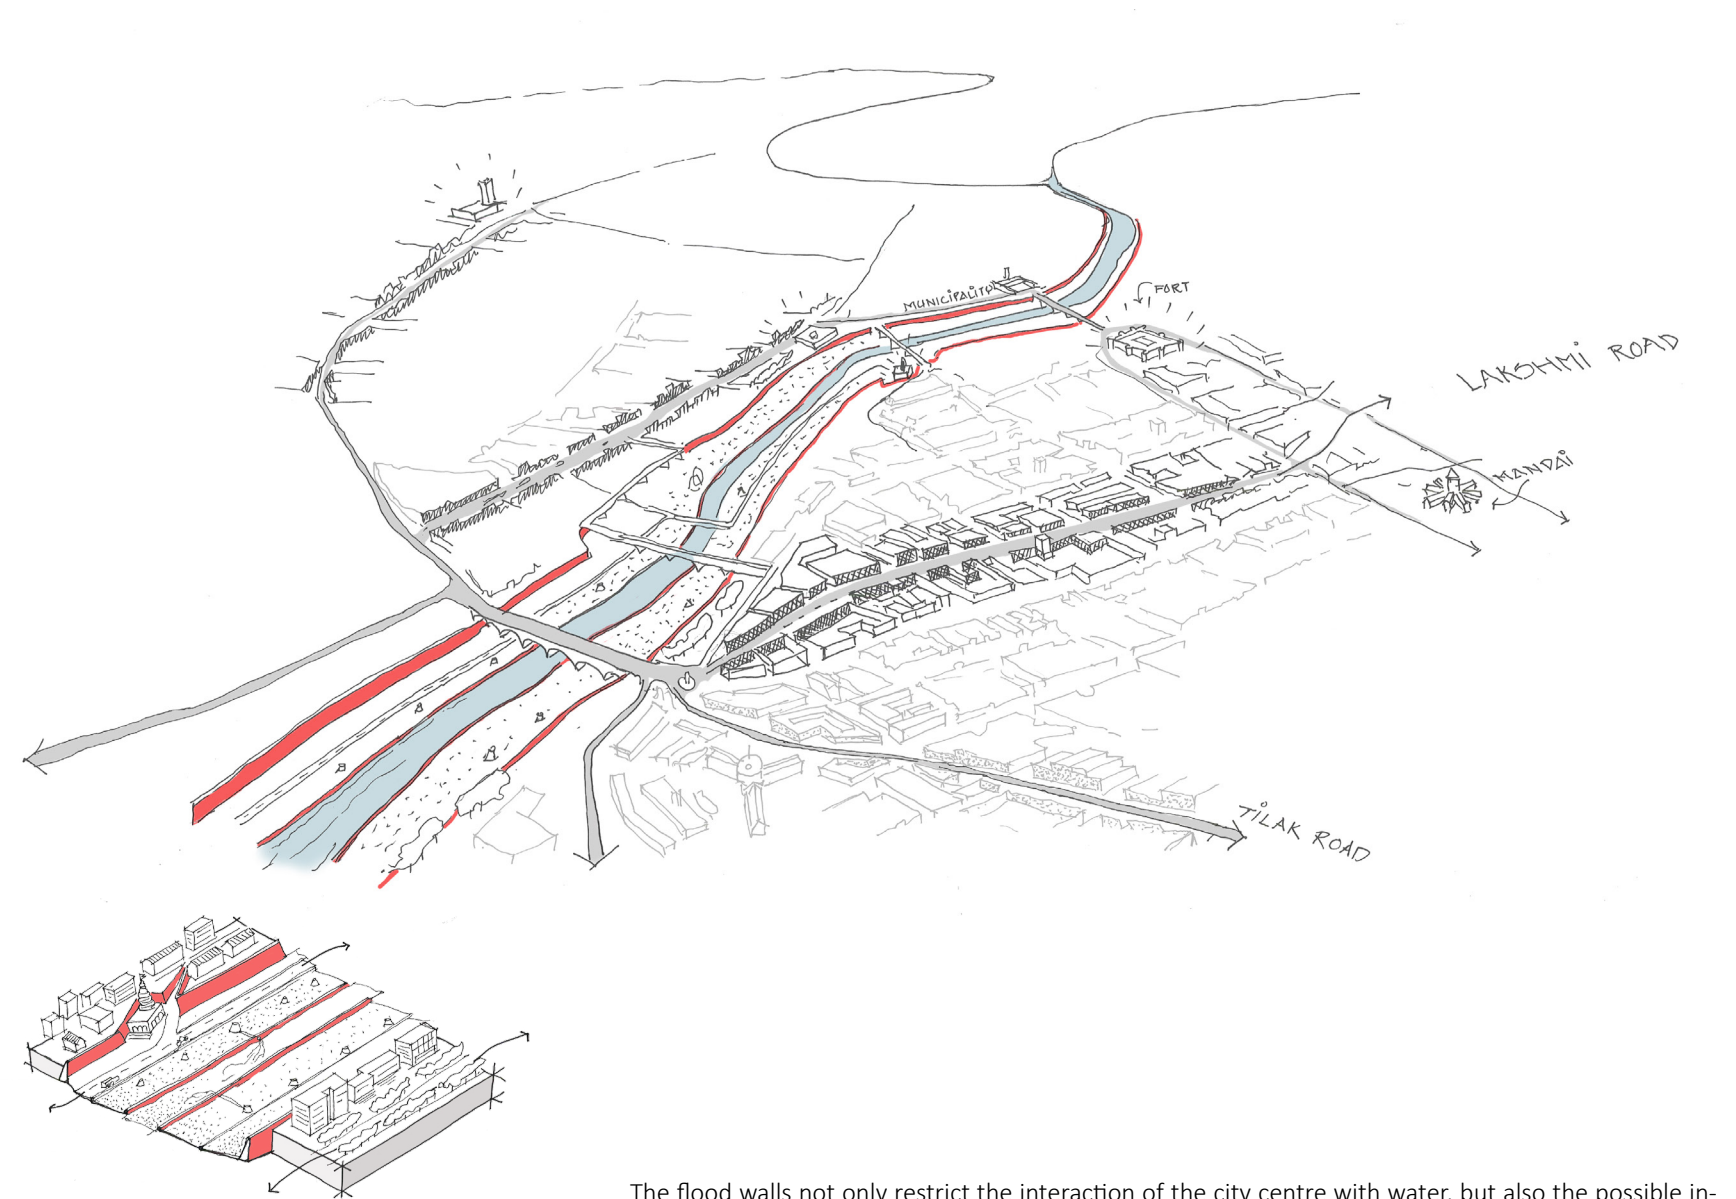 MUNICIPALITY
FORT
LAKSHMI ROAD
MANDAI
TILAK ROAD
The flood walls not only restrict the interaction of the city centre with water, but also the possible in-